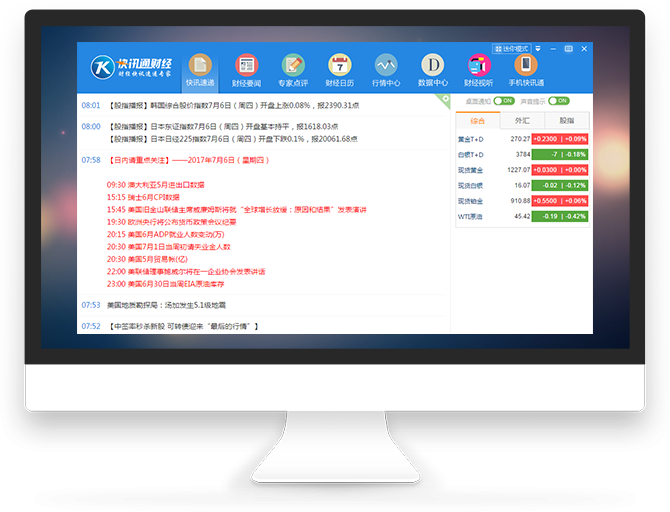 迷你模式
快讯通财经
财经快讯速递专家
快讯速递
财经要闻
专家点评
财经日历
行情中心
数据中心
财经视听
手机快讯通
桌面通知 ON 声音提示 ON
08:01 【股指播报】韩国综合股价指数7月6日（周四）开盘上涨0.08%，报2390.31点
08:00 【股指播报】日本东证指数7月6日（周四）开盘基本持平，报1618.03点
【股指播报】日本日经225指数7月6日（周四）开盘下跌0.1%，报20061.68点
07:58 【日内请重点关注】——2017年7月6日（星期四）
09:30 澳大利亚5月进出口数据
15:15 瑞士6月CPI数据
15:45 美国旧金山联储主席威廉姆斯将就“全球增长放缓：原因和结果”发表演讲
19:30 欧洲央行将公布货币政策会议纪要
20:15 美国6月ADP就业人数变动(万)
20:30 美国7月1日当周初请失业金人数
20:30 美国5月贸易帐(亿)
22:00 美联储理事鲍威尔将在一企业协会发表讲话
23:00 美国6月30日当周EIA原油库存
07:53 美国地质勘探局：汤加发生5.1级地震
07:52 【中签率秒杀新股 可转债迎来“最后的行情”】
综合 外汇 股指
黄金T+D 270.27 +0.2300 | +0.09%
白银T+D 3784 -7 | -0.18%
现货黄金 1227.07 +0.0300 | +0.00%
现货白银 16.07 -0.02 | -0.12%
现货铂金 910.88 +0.5500 | +0.06%
WTI原油 45.42 -0.19 | -0.42%